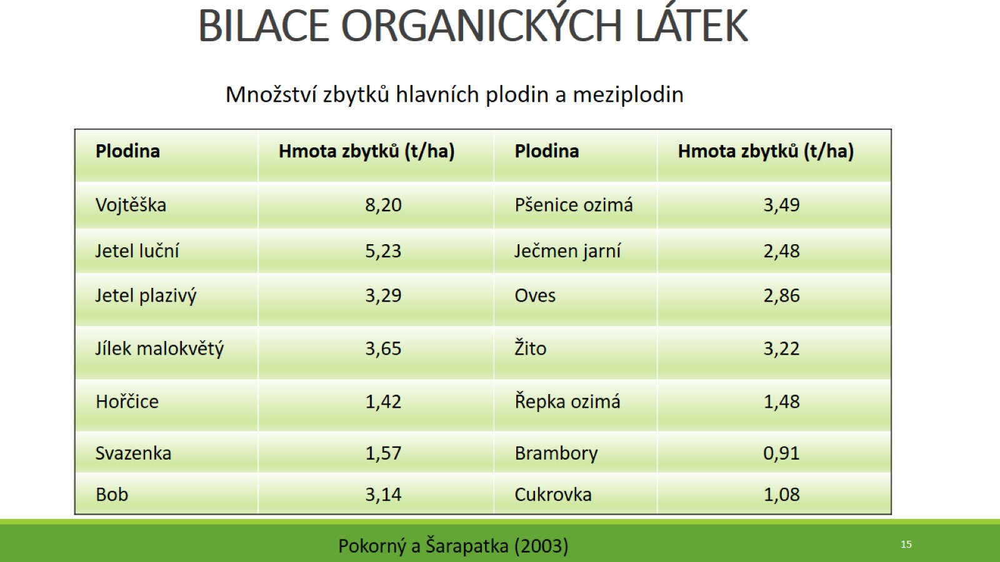 BILACE ORGANICKÝCH LÁTEK
Množství zbytků hlavních plodin a meziplodin
Plodina Hmota zbytků (t/ha) Plodina Hmota zbytků (t/ha)
Vojtěška 8,20 Pšenice ozimá 3,49
Jetel luční 5,23 Ječmen jarní 2,48
Jetel plazivý 3,29 Oves 2,86
Jílek malokvětý 3,65 Žito 3,22
Hořčice 1,42 Řepka ozimá 1,48
Svazenka 1,57 Brambory 0,91
Bob 3,14 Cukrovka 1,08
Pokorný a Šarapatka (2003)
15